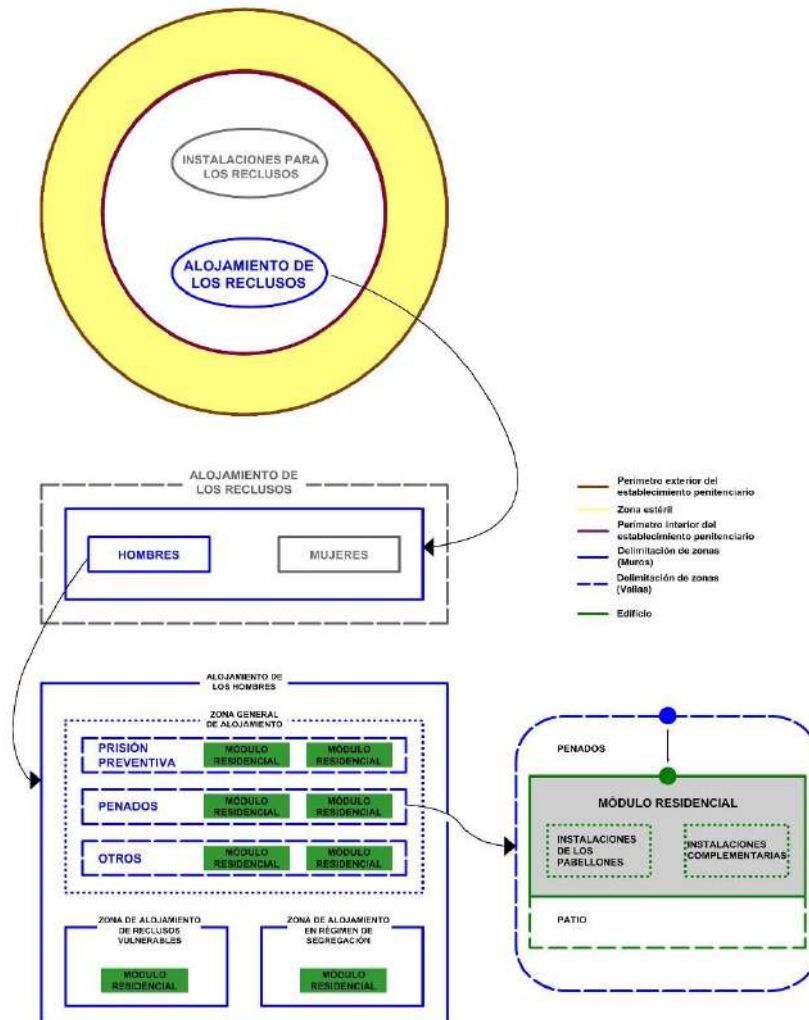 INSTALACIONES PARA
LOS RECLUSOS
ALOJAMIENTO DE
LOS RECLUSOS
ALOJAMIENTO DE
LOS RECLUSOS
HOMBRES
MUJERES
Perímetro exterior del
establecimiento penitenciario
Zona estéril
Perímetro interior del
establecimiento penitenciario
Delimitación de zonas
(Muros)
Delimitación de zonas
(Vallas)
Edificio
ALOJAMIENTO DE
LOS HOMBRES
ZONA GENERAL
DE ALOJAMIENTO
PRISIÓN
PREVENTIVA
MÓDULO
RESIDENCIAL
MÓDULO
RESIDENCIAL
PENADOS
MÓDULO
RESIDENCIAL
MÓDULO
RESIDENCIAL
OTROS
MÓDULO
RESIDENCIAL
MÓDULO
RESIDENCIAL
ZONA DE ALOJAMIENTO
DE RECLUSOS
VULNERABLES
MÓDULO
RESIDENCIAL
ZONA DE ALOJAMIENTO
EN RÉGIMEN DE
SEGREGACIÓN
MÓDULO
RESIDENCIAL
PENADOS
MÓDULO RESIDENCIAL
INSTALACIONES
DE LOS
PABELLONES
INSTALACIONES
COMPLEMENTARIAS
PATIO